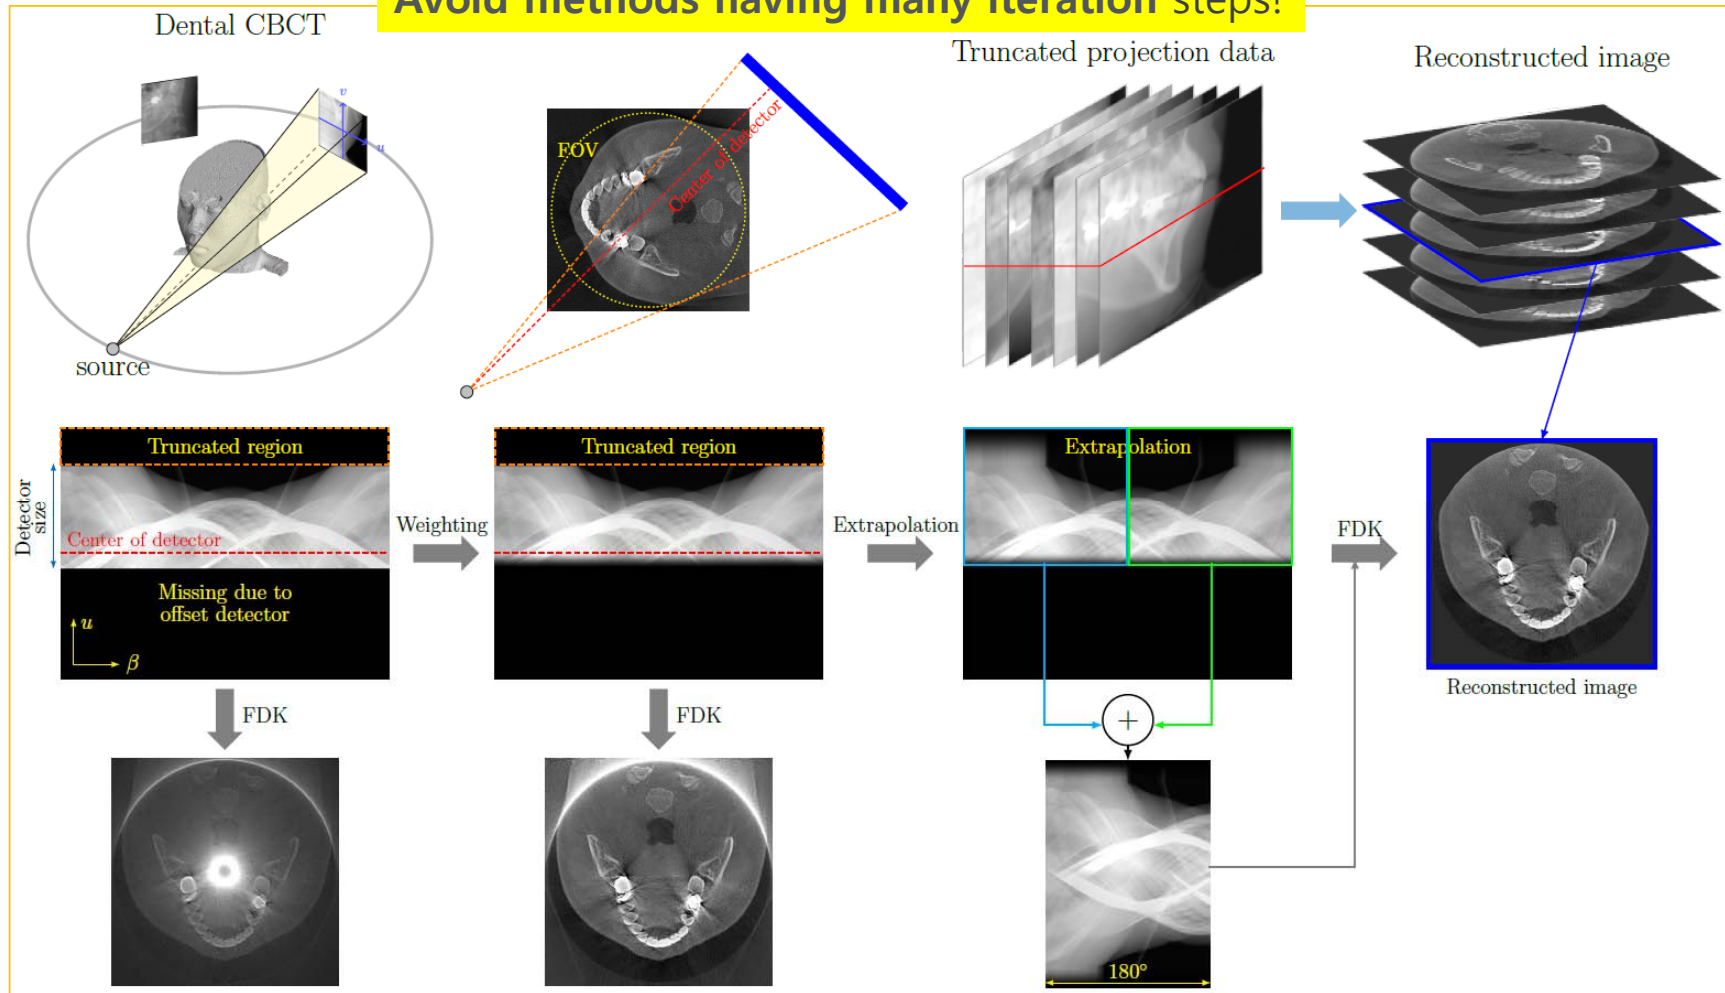 Avoid methods having many iteration steps!
Dental CBCT
Truncated projection data
Reconstructed image
v
u
FOV
Center of detector
source
Truncated region
Truncated region
Extrapolation
Detector
size
Center of detector
Weighting
Extrapolation
FDK
Missing due to
offset detector
u
β
Reconstructed image
FDK
FDK
+
180°